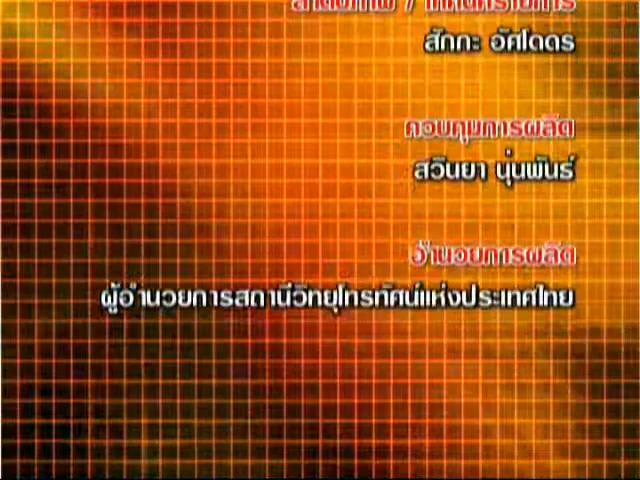 สักกะ อัศไดดร
ควบคุมการผลิต
สวินยา นุ่นพันธ์
อำนวยการผลิต
ผู้อำนวยการสถานีวิทยุโทรทัศน์แห่งประเทศไทย